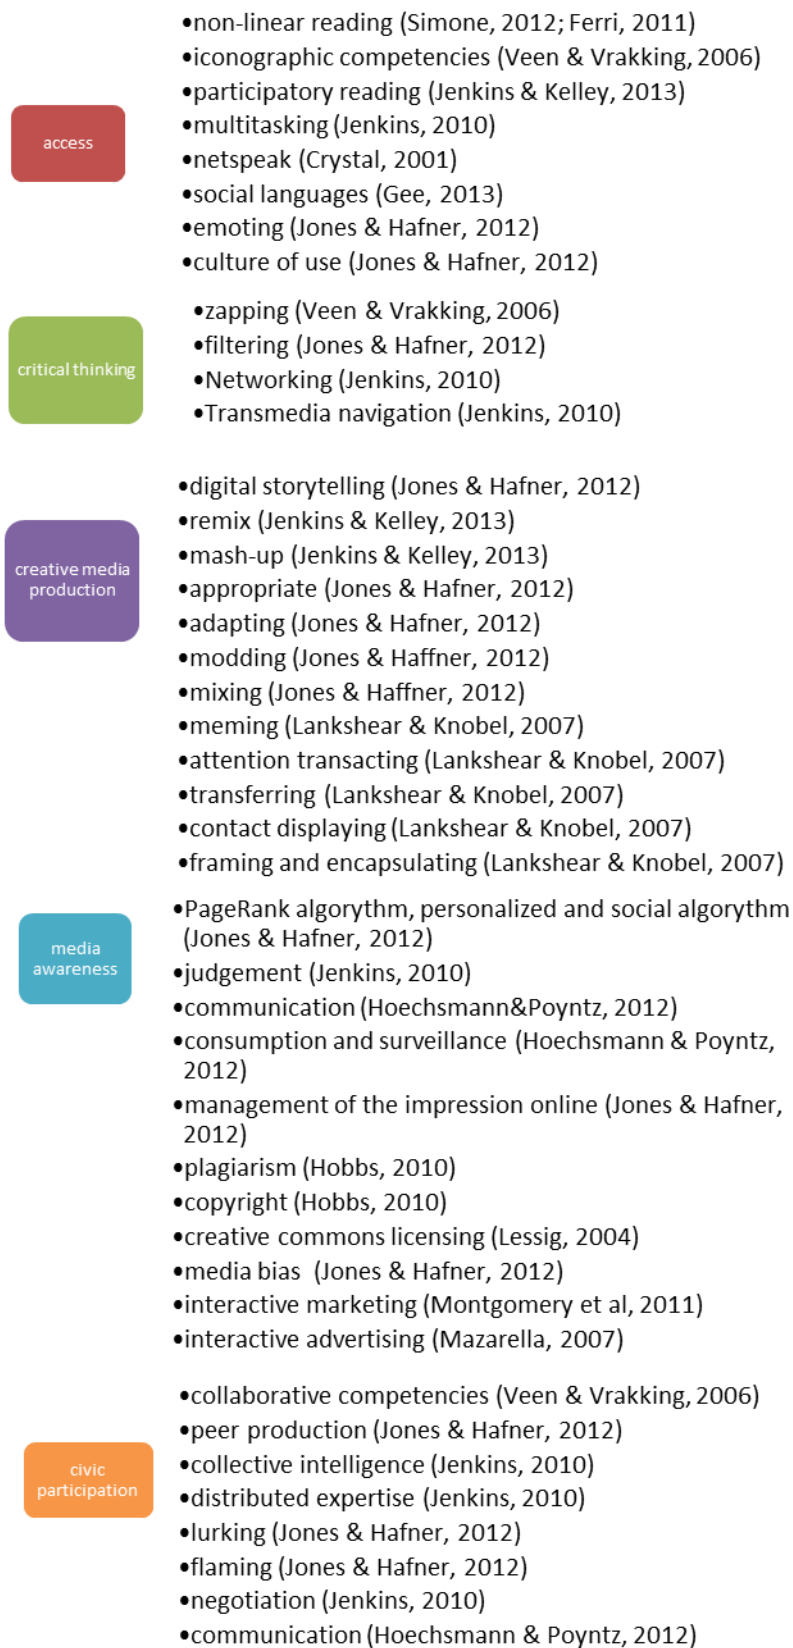 •non-linear reading (Simone, 2012; Ferri, 2011)
•iconographic competencies (Veen & Vrakking, 2006)
•participatory reading (Jenkins & Kelley, 2013)
access
•multitasking (Jenkins, 2010)
•netspeak (Crystal, 2001)
•social languages (Gee, 2013)
•emoting (Jones & Hafner, 2012)
•culture of use (Jones & Hafner, 2012)
•zapping (Veen & Vrakking, 2006)
•filtering (Jones & Hafner, 2012)
critical thinking
•Networking (Jenkins, 2010)
•Transmedia navigation (Jenkins, 2010)
•digital storytelling (Jones & Hafner, 2012)
•remix (Jenkins & Kelley, 2013)
•mash-up (Jenkins & Kelley, 2013)
creative media
production
•appropriate (Jones & Hafner, 2012)
•adapting (Jones & Hafner, 2012)
•modding (Jones & Haffner, 2012)
•mixing (Jones & Haffner, 2012)
•meming (Lankshear & Knobel, 2007)
•attention transacting (Lankshear & Knobel, 2007)
•transferring (Lankshear & Knobel, 2007)
•contact displaying (Lankshear & Knobel, 2007)
•framing and encapsulating (Lankshear & Knobel, 2007)
•PageRank algorythm, personalized and social algorythm
(Jones & Hafner, 2012)
media
awareness
•judgement (Jenkins, 2010)
•communication (Hoechsmann&Poyntz, 2012)
•consumption and surveillance (Hoechsmann & Poyntz,
2012)
•management of the impression online (Jones & Hafner,
2012)
•plagiarism (Hobbs, 2010)
•copyright (Hobbs, 2010)
•creative commons licensing (Lessig, 2004)
•media bias (Jones & Hafner, 2012)
•interactive marketing (Montgomery et al, 2011)
•interactive advertising (Mazarella, 2007)
•collaborative competencies (Veen & Vrakking, 2006)
•peer production (Jones & Hafner, 2012)
•collective intelligence (Jenkins, 2010)
civic
participation
•distributed expertise (Jenkins, 2010)
•lurking (Jones & Hafner, 2012)
•flaming (Jones & Hafner, 2012)
•negotiation (Jenkins, 2010)
•communication (Hoechsmann & Poyntz, 2012)